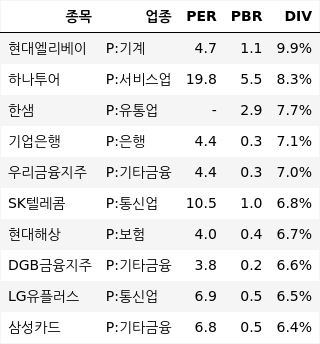 종목 업종 PER PBR DIV
현대엘리베이 P:기계 4.7 1.1 9.9%
하나투어 P:서비스업 19.8 5.5 8.3%
한샘 P:유통업 - 2.9 7.7%
기업은행 P:은행 4.4 0.3 7.1%
우리금융지주 P:기타금융 4.4 0.3 7.0%
SK텔레콤 P:통신업 10.5 1.0 6.8%
현대해상 P:보험 4.0 0.4 6.7%
DGB금융지주 P:기타금융 3.8 0.2 6.6%
LG유플러스 P:통신업 6.9 0.5 6.5%
삼성카드 P:기타금융 6.8 0.5 6.4%